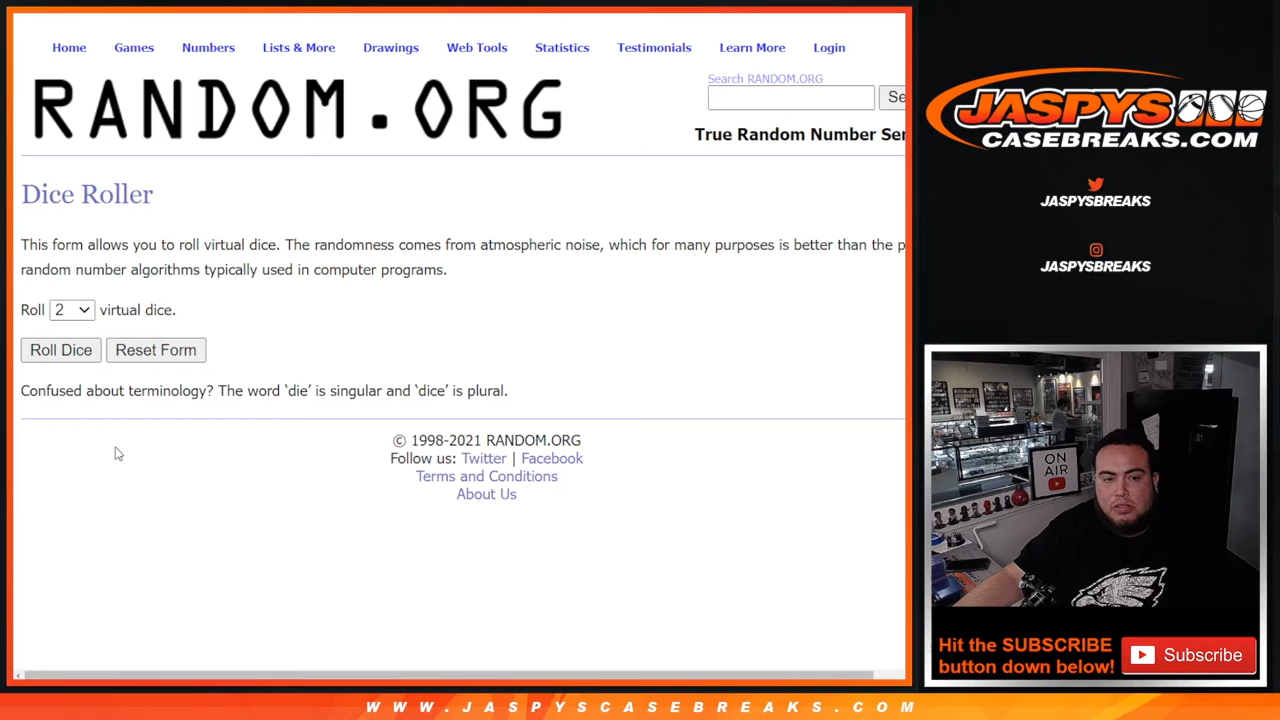 Home Games Numbers Lists & More Drawings Web Tools Statistics Testimonials Learn More Login
RANDOM.ORG
Search RANDOM.ORG
Se
True Random Number Ser
Dice Roller
This form allows you to roll virtual dice. The randomness comes from atmospheric noise, which for many purposes is better than the p
random number algorithms typically used in computer programs.
Roll 2 virtual dice.
Roll Dice Reset Form
Confused about terminology? The word ‘die’ is singular and ‘dice’ is plural.
© 1998-2021 RANDOM.ORG
Follow us: Twitter | Facebook
Terms and Conditions
About Us
JASPYS
CASEBREAKS.COM
JASPYSBREAKS
JASPYSBREAKS
ON
AIR
Hit the SUBSCRIBE
button down below!
Subscribe
WWW.JASPYSCASEBREAKS.COM